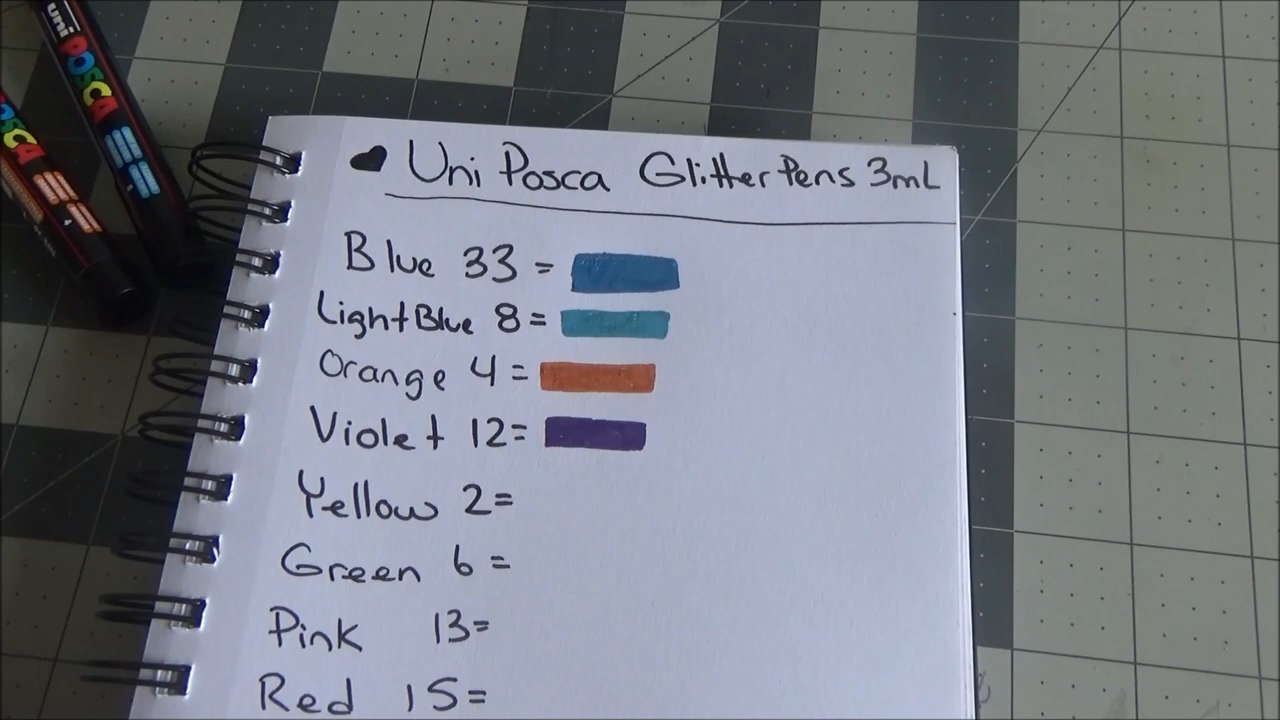 uni POSCA
POSCA
♥ Uni Posca Glitter Pens 3mL
Blue 33 =
Light Blue 8 =
Orange 4 =
Violet 12 =
Yellow 2 =
Green 6 =
Pink 13 =
Red 15 =